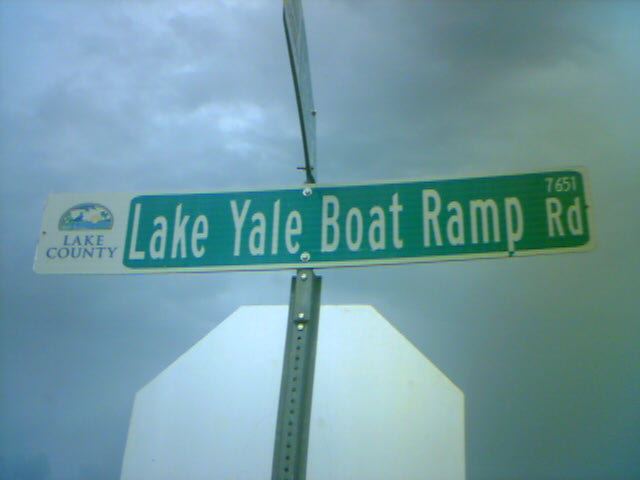 LAKE
COUNTY
Lake Yale Boat Ramp Rd
7651